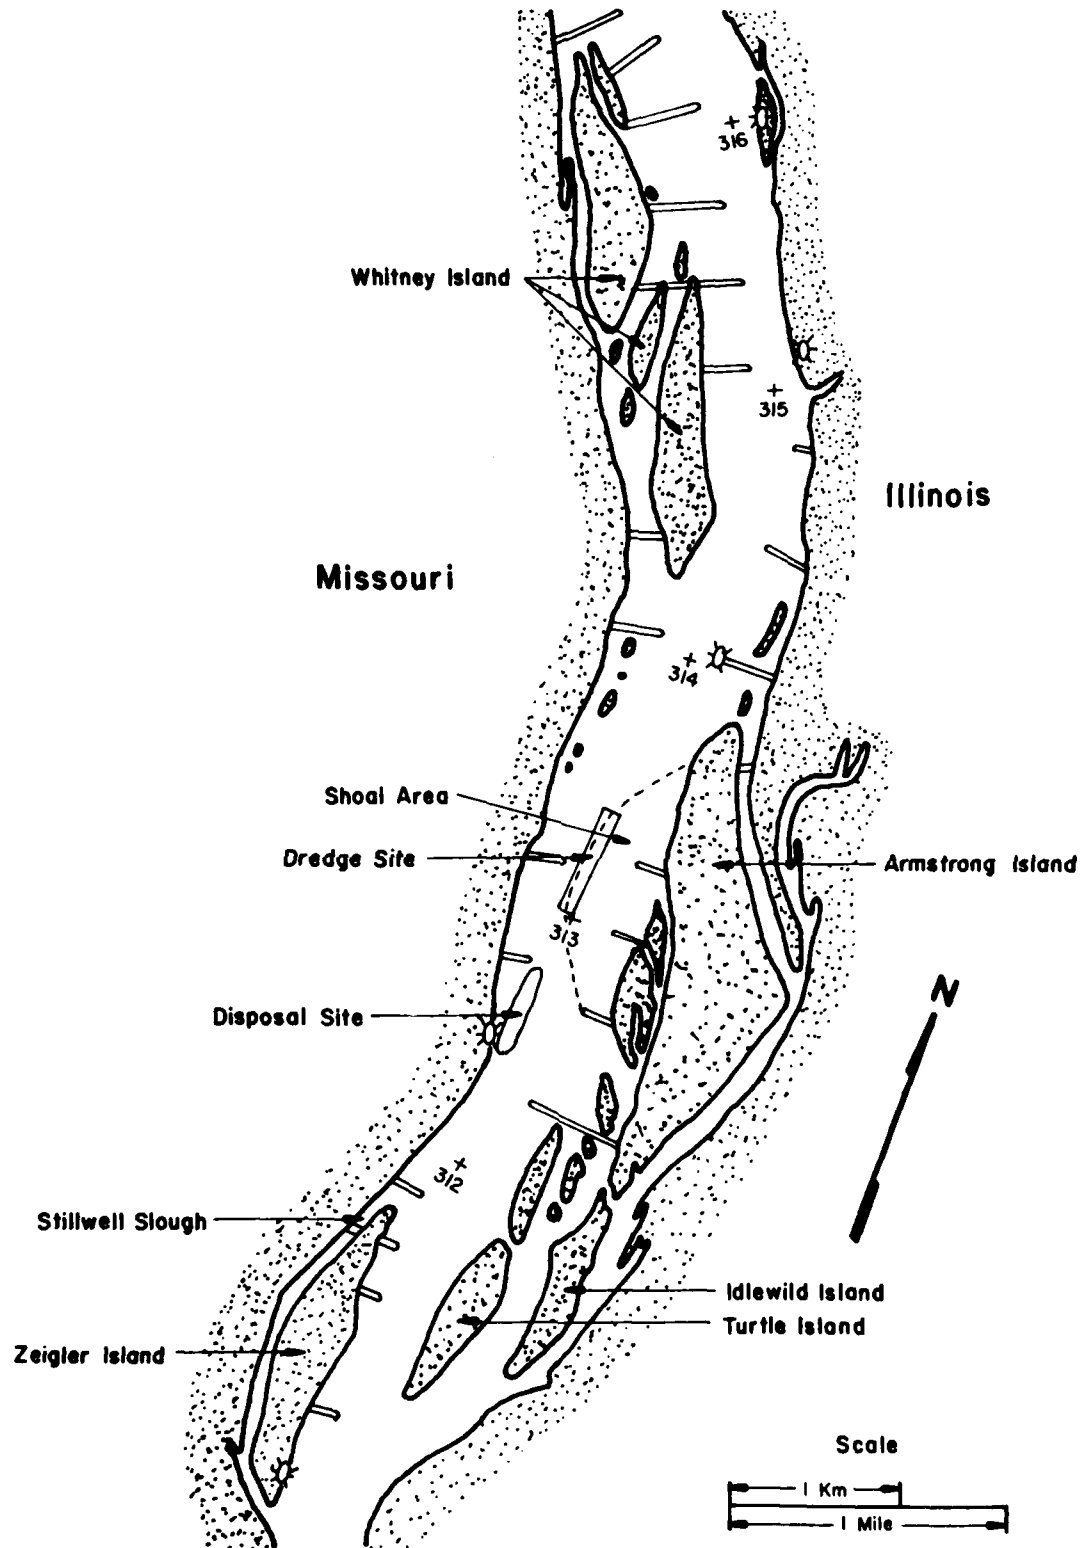 316
Whitney Island
315
Illinois
Missouri
314
Shoal Area
Dredge Site
Armstrong Island
313
N
Disposal Site
312
Stillwell Slough
Idlewild Island
Turtle Island
Zeigler Island
Scale
1 Km
1 Mile